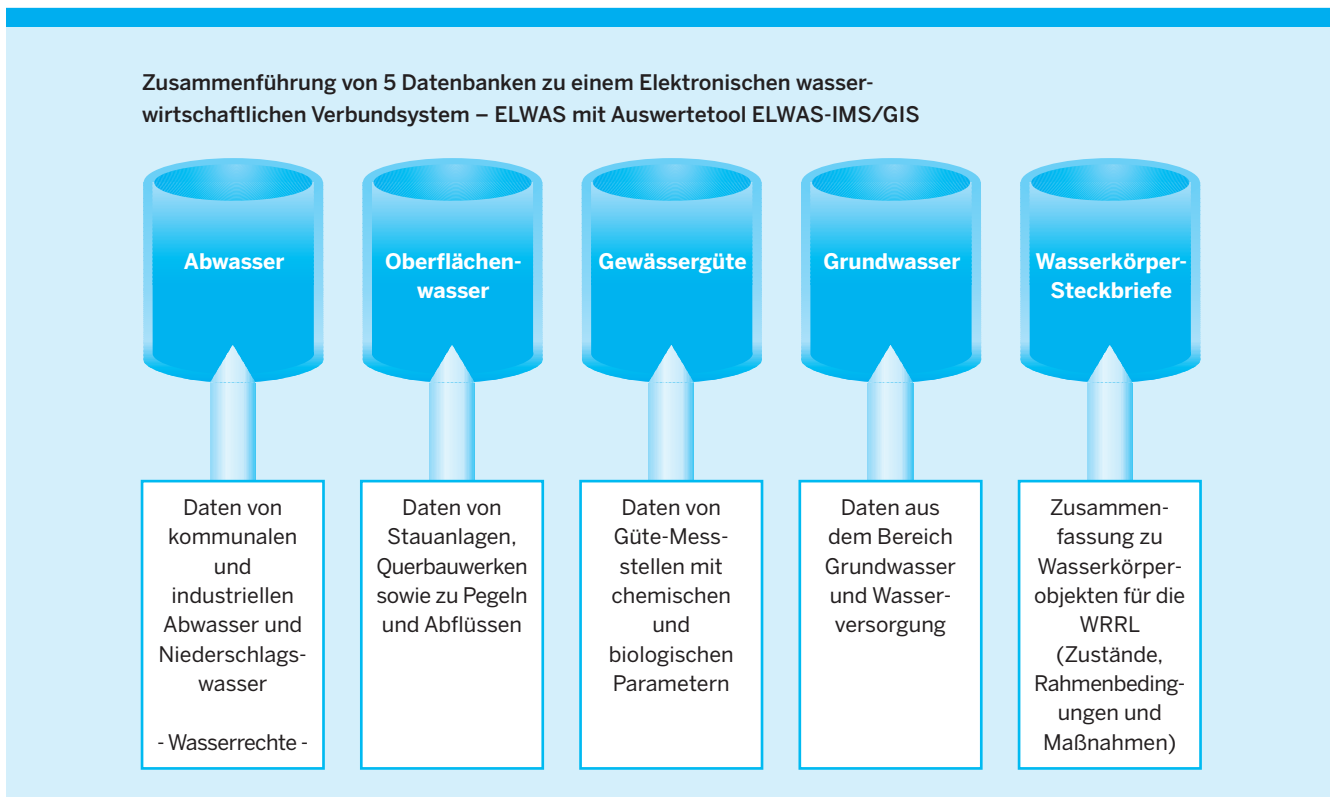 Zusammenführung von 5 Datenbanken zu einem Elektronischen wasser-
wirtschaftlichen Verbundsystem – ELWAS mit Auswertetool ELWAS-IMS/GIS
Abwasser
Oberflächen-
wasser
Gewässergüte
Grundwasser
Wasserkörper-
Steckbriefe
Daten von
kommunalen
und
industriellen
Abwasser und
Niederschlags-
wasser
- Wasserrechte -
Daten von
Stauanlagen,
Querbauwerken
sowie zu Pegeln
und Abflüssen
Daten von
Güte-Mess-
stellen mit
chemischen
und
biologischen
Parametern
Daten aus
dem Bereich
Grundwasser
und Wasser-
versorgung
Zusammen-
fassung zu
Wasserkörper-
objekten für die
WRRL
(Zustände,
Rahmenbeding-
ungen und
Maßnahmen)